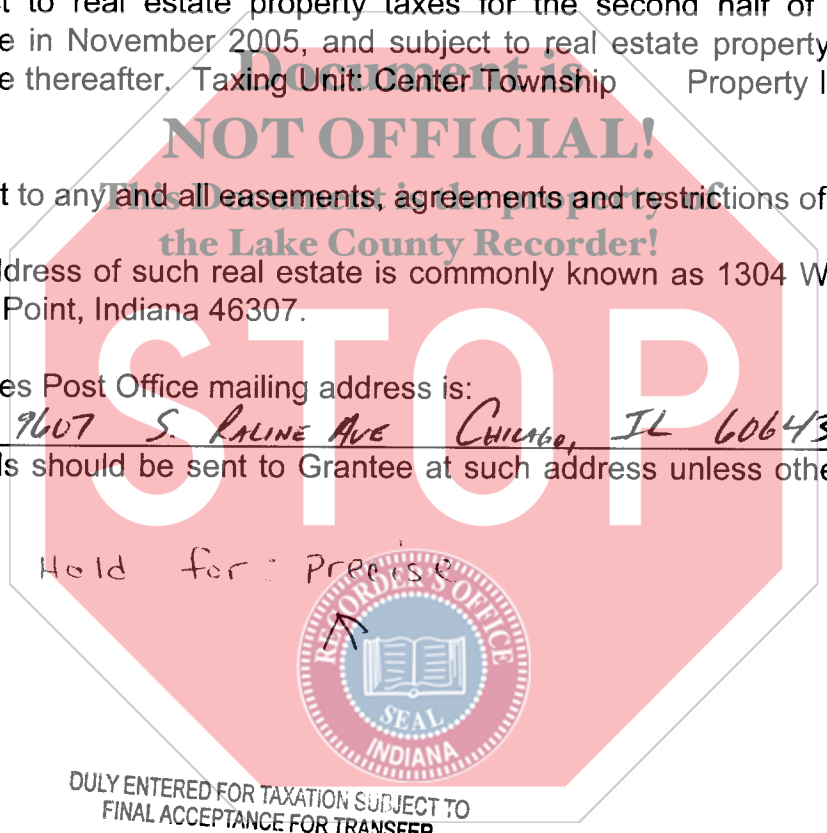 t to real estate property taxes for the second half of
e in November 2005, and subject to real estate property
Document is
e thereafter. Taxing Unit: Center Township Property I
NOT OFFICIAL!
t to any and all easements, agreements and restrictions of
This Document is the property of
the Lake County Recorder!
ddress of such real estate is commonly known as 1304 W
Point, Indiana 46307.
STOP
es Post Office mailing address is:
9607 S. RALINE AVE CHICAGO, IL 60643
ls should be sent to Grantee at such address unless othe
Hold for: Precise
RECORDER'S OFFICE
SEAL
INDIANA
DULY ENTERED FOR TAXATION SUBJECT TO
FINAL ACCEPTANCE FOR TRANSFER